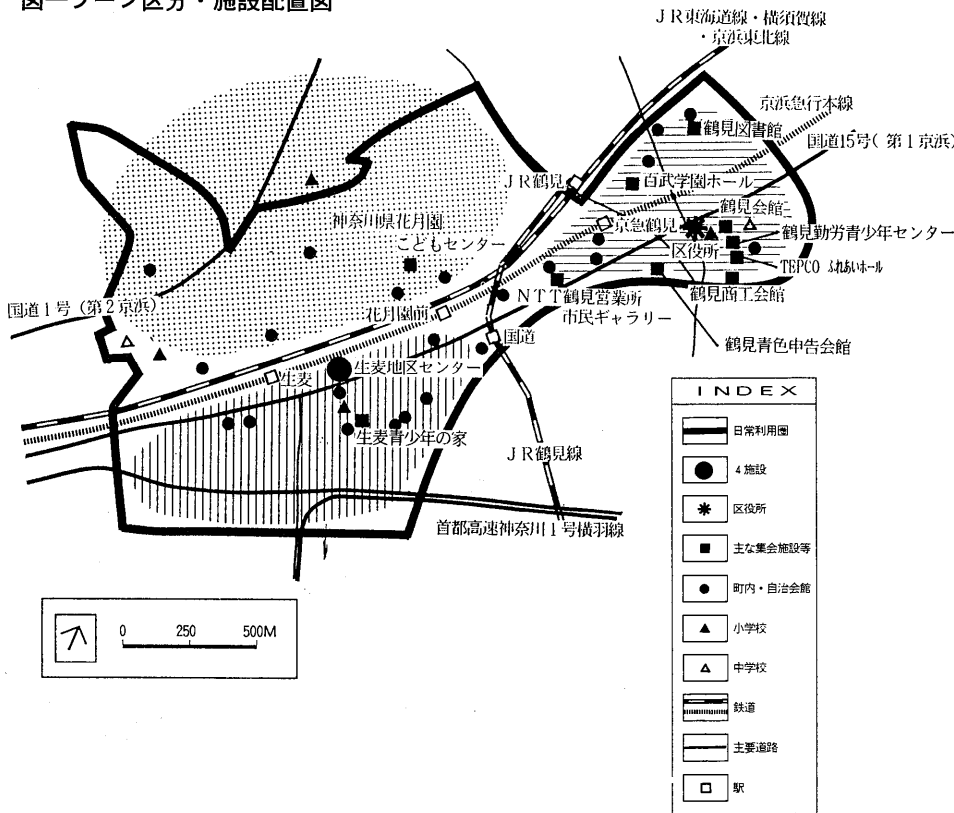 図ーゾーン区分・施設配置図
JR東海道線・横須賀線
・京浜東北線
京浜急行本線
国道15号(第1京浜)
鶴見図書館
白武学園ホール
JR鶴見
京急鶴見
鶴見会館
区役所
鶴見勤労青少年センター
TEPCO ふれあいホール
鶴見商工会館
鶴見青色申告会館
NTT鶴見営業所
市民ギャラリー
神奈川県花月園
こどもセンター
国道1号(第2京浜)
花月園前
国道
生麦
生麦地区センター
生麦青少年の家
JR鶴見線
首都高速神奈川1号横羽線
0 250 500M
INDEX
日常利用圏
4施設
区役所
主な集会施設等
町内・自治会館
小学校
中学校
鉄道
主要道路
駅